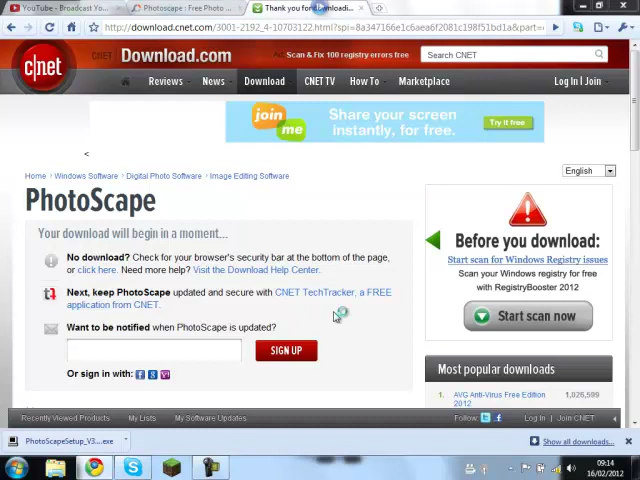 YouTube - Broadcast Yo
Photoscape : Free Photo
Thank you for downloadin...
http://download.cnet.com/3001-2192_4-10703122.html?spi=8a347166e1c6aea6f2081c198f51bd1a&part=
c|net
CNET Download.com
Scan & Fix 100 registry errors free
Search CNET
Reviews News Download CNET TV How To Marketplace Log In | Join
join me
Share your screen instantly, for free.
Try it free
<
Home Windows Software Digital Photo Software Image Editing Software
English
PhotoScape
Your download will begin in a moment...
No download? Check for your browser's security bar at the bottom of the page,
or click here. Need more help? Visit the Download Help Center.
Next, keep PhotoScape updated and secure with CNET TechTracker, a FREE
application from CNET.
Want to be notified when PhotoScape is updated?
SIGN UP
Or sign in with:
Before you download:
Start scan for Windows Registry issues
Scan your Windows registry for free
with RegistryBooster 2012
Start scan now
Most popular downloads
1. AVG Anti-Virus Free Edition 1,026,599
2012
Recently Viewed Products My Lists My Software Updates Follow: Log In | Join CNET
PhotoScapeSetup_V3....exe
Show all downloads...
09:14
16/02/2012